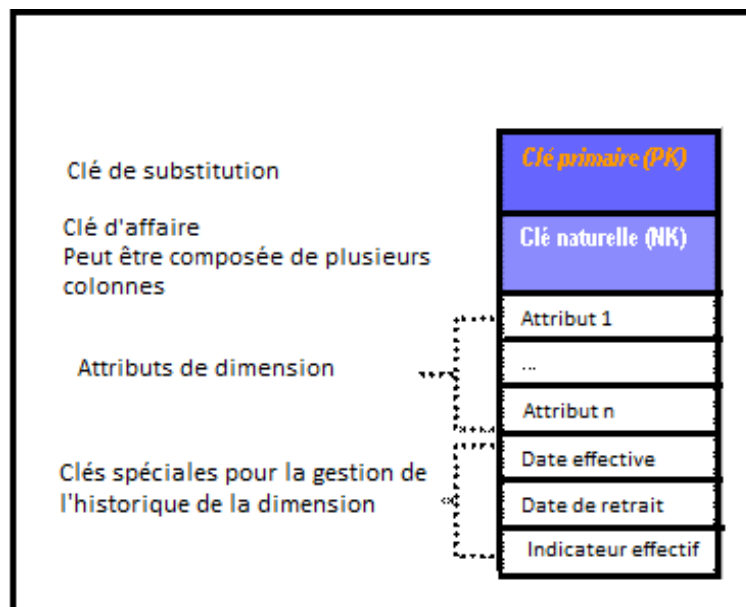 Clé de substitution
Clé primaire (PK)
Clé d'affaire
Peut être composée de plusieurs
colonnes
Clé naturelle (NK)
Attributs de dimension
Attribut 1
...
Attribut n
Clés spéciales pour la gestion de
l'historique de la dimension
Date effective
Date de retrait
Indicateur effectif